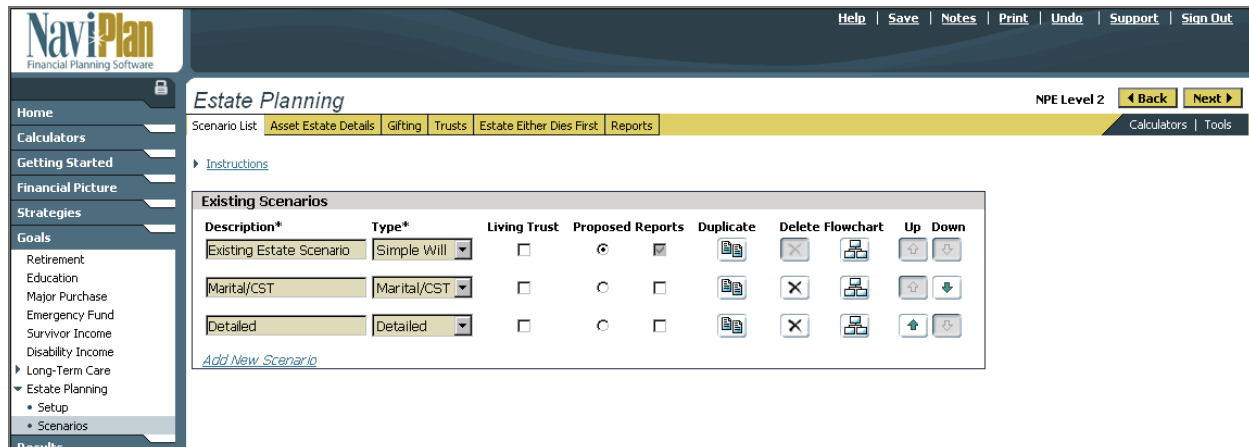 NaviPlan
Financial Planning Software
Help | Save | Notes | Print | Undo | Support | Sign Out
Home
Calculators
Getting Started
Financial Picture
Strategies
Goals
Retirement
Education
Major Purchase
Emergency Fund
Survivor Income
Disability Income
Long-Term Care
Estate Planning
• Setup
• Scenarios
Results
Estate Planning
NPE Level 2 Back Next
Scenario List Asset Estate Details Gifting Trusts Estate Either Dies First Reports
Calculators | Tools
Instructions
Existing Scenarios
Description* Type* Living Trust Proposed Reports Duplicate Delete Flowchart Up Down
Existing Estate Scenario Simple Will
Marital/CST Marital/CST
Detailed Detailed
Add New Scenario